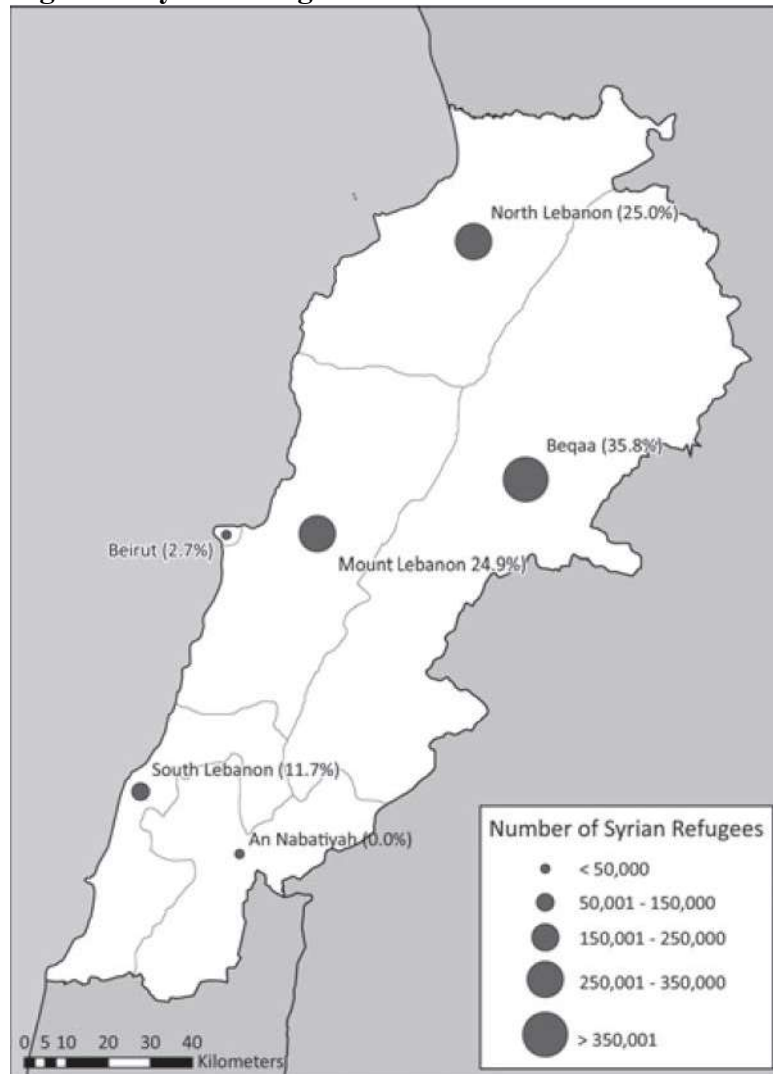 North Lebanon (25.0%)
Beqaa (35.8%)
Beirut (2.7%)
Mount Lebanon 24.9%)
South Lebanon (11.7%)
An Nabatiyah (0.0%)
Number of Syrian Refugees
< 50,000
50,001 - 150,000
150,001 - 250,000
250,001 - 350,000
> 350,001
0 5 10 20 30 40
Kilometers